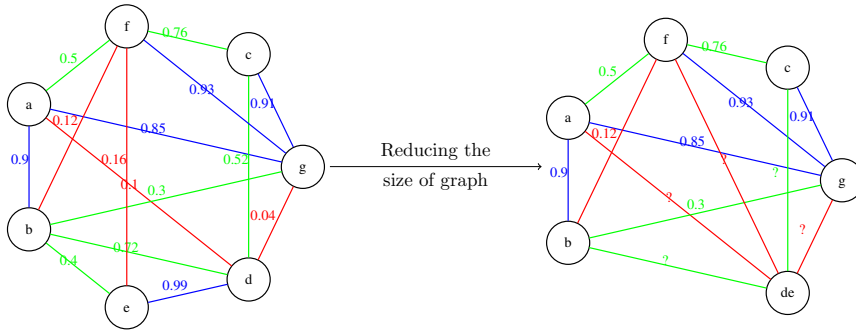 f
0.76
c
0.5
0.93
0.91
a
0.12
0.85
0.9
0.16
0.52
0.1
g
0.3
0.04
b
0.72
0.4
0.99
d
e
Reducing the
size of graph
f
0.76
c
0.5
0.93
0.91
a
0.12
0.85
0.9
?
?
?
g
?
0.3
?
b
?
de